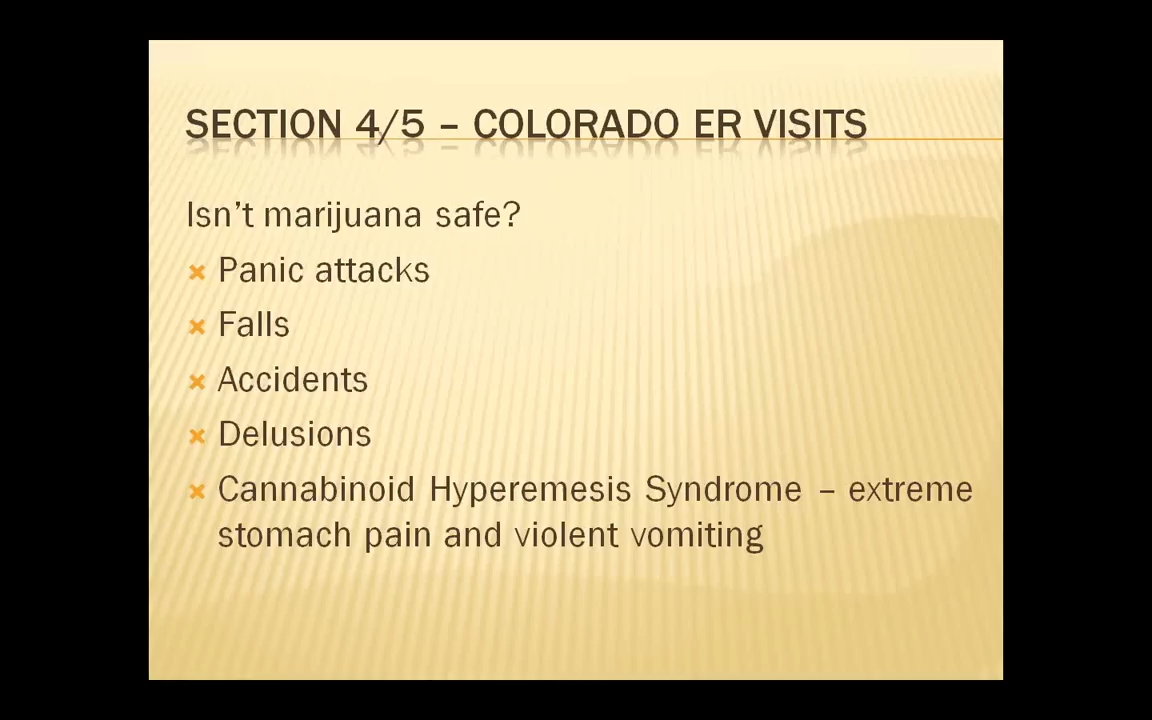 SECTION 4/5 – COLORADO ER VISITS
Isn't marijuana safe?
Panic attacks
Falls
Accidents
Delusions
Cannabinoid Hyperemesis Syndrome – extreme
stomach pain and violent vomiting